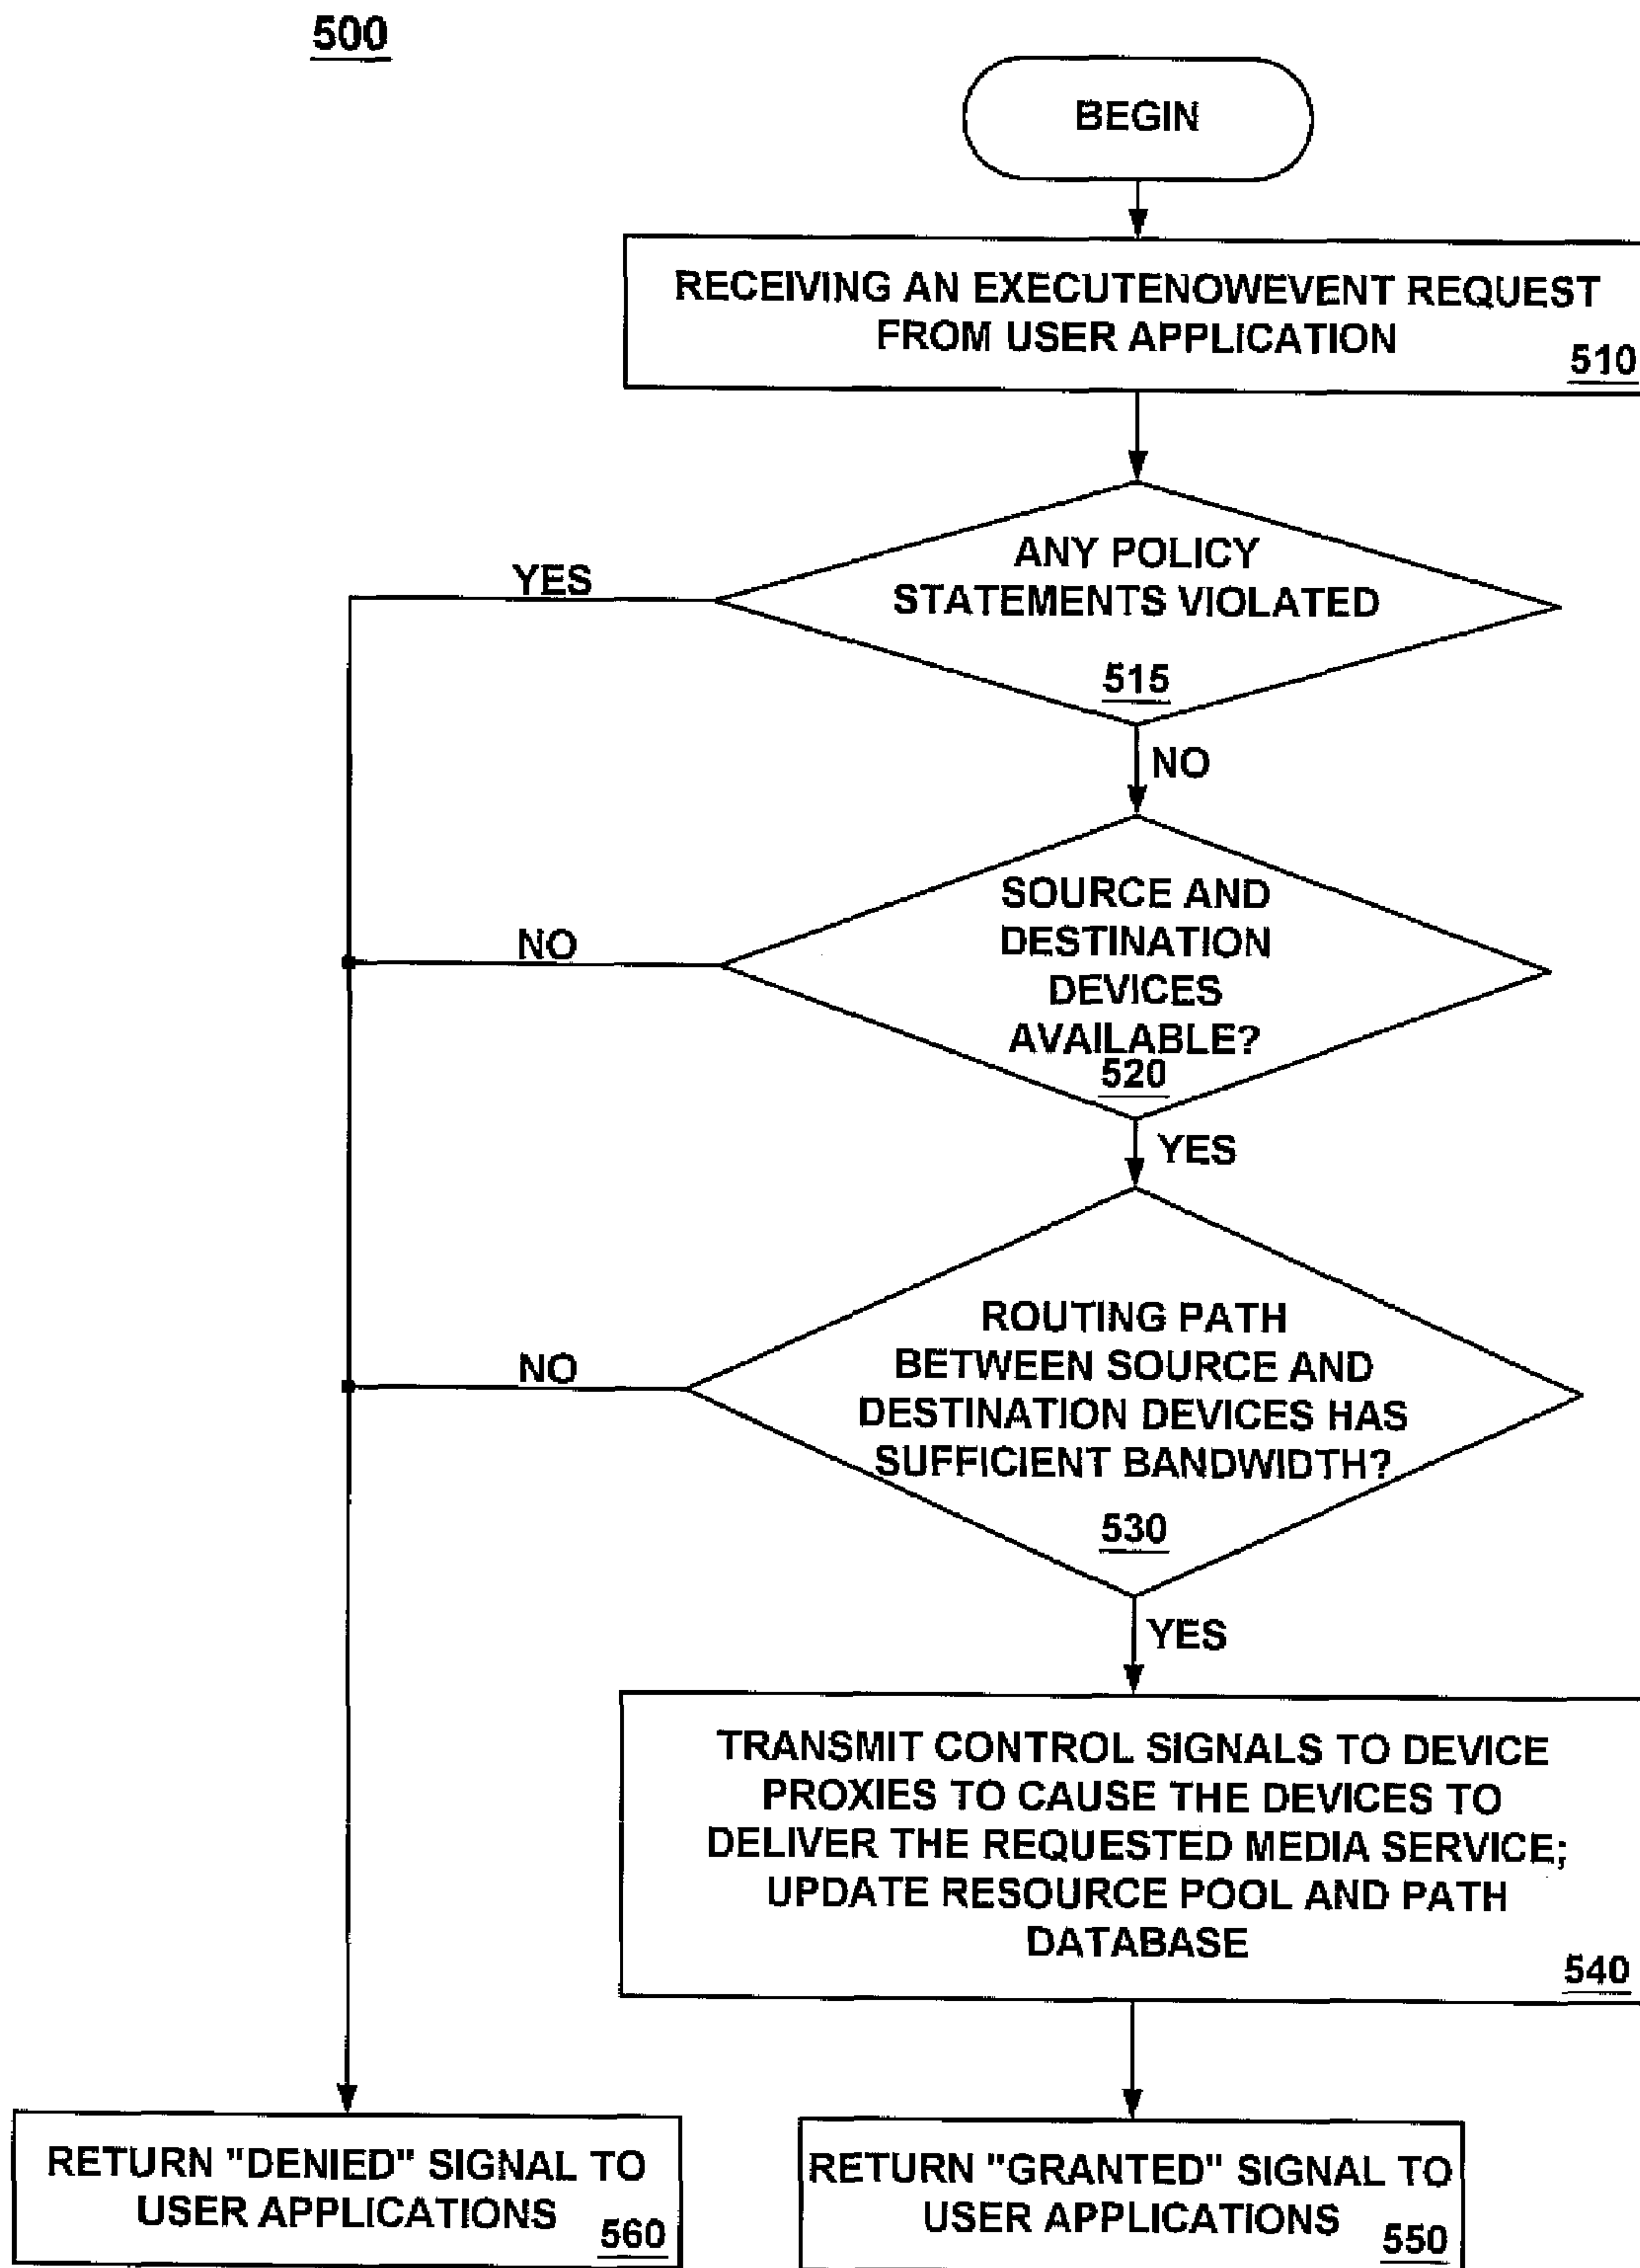 500
BEGIN
RECEIVING AN EXECUTENOWEVENT REQUEST
FROM USER APPLICATION
510
ANY POLICY
STATEMENTS VIOLATED
515
YES
NO
SOURCE AND
DESTINATION
DEVICES
AVAILABLE?
520
NO
YES
ROUTING PATH
BETWEEN SOURCE AND
DESTINATION DEVICES HAS
SUFFICIENT BANDWIDTH?
530
NO
YES
TRANSMIT CONTROL SIGNALS TO DEVICE
PROXIES TO CAUSE THE DEVICES TO
DELIVER THE REQUESTED MEDIA SERVICE;
UPDATE RESOURCE POOL AND PATH
DATABASE
540
RETURN "DENIED" SIGNAL TO
USER APPLICATIONS
560
RETURN "GRANTED" SIGNAL TO
USER APPLICATIONS
550